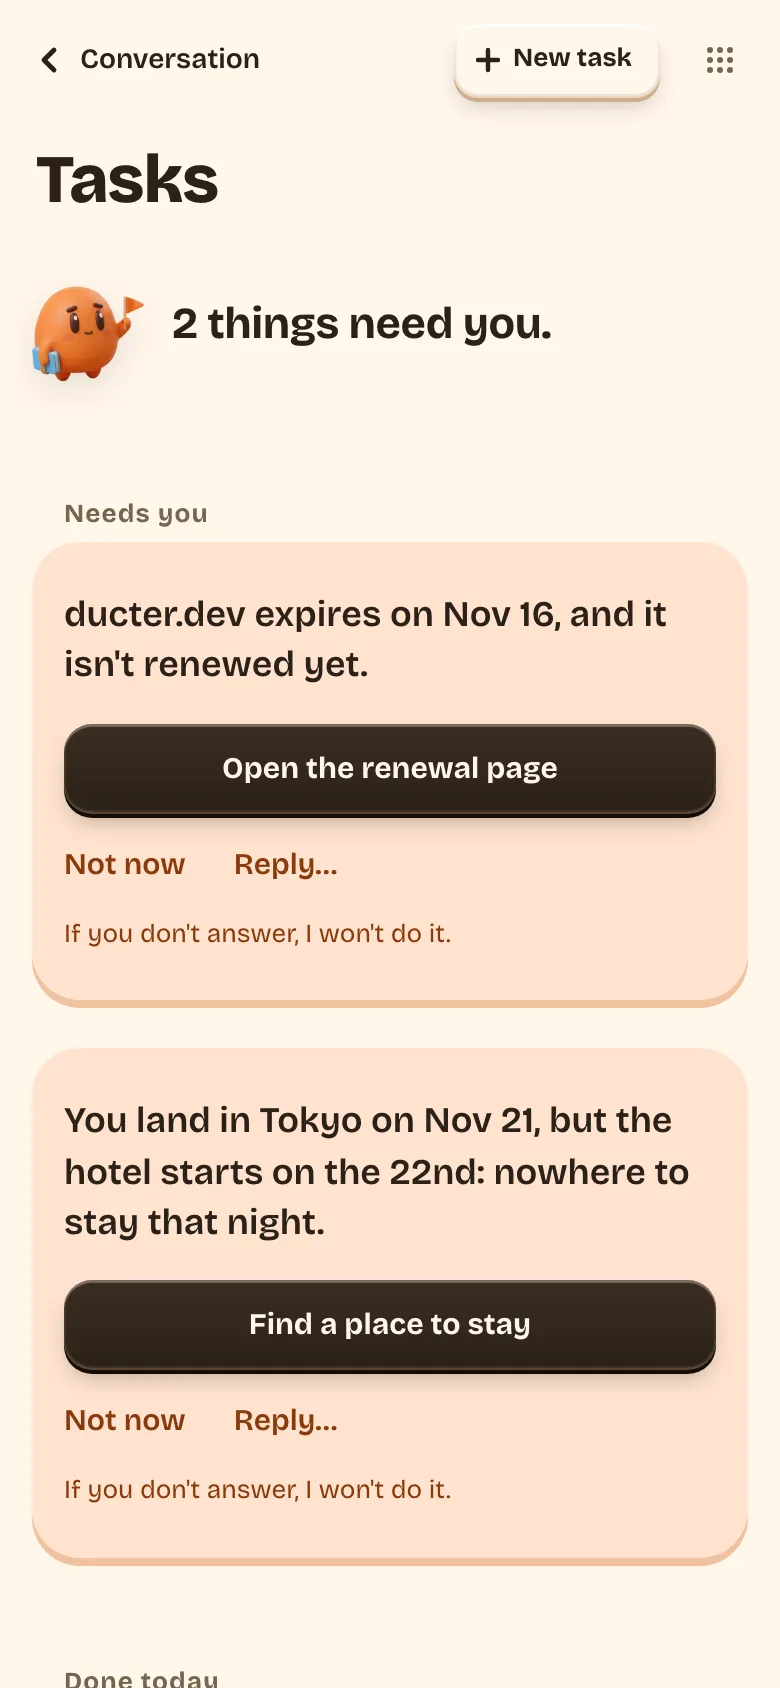 Conversation
New task
Tasks
2 things need you.
Needs you
ducter.dev expires on Nov 16, and it
isn't renewed yet.
Open the renewal page
Not now
Reply...
If you don't answer, I won't do it.
You land in Tokyo on Nov 21, but the
hotel starts on the 22nd: nowhere to
stay that night.
Find a place to stay
Not now
Reply...
If you don't answer, I won't do it.
Done today